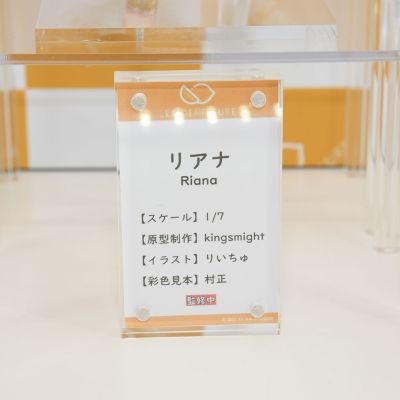 リアナ
Riana
【スケール】1/7
【原型制作】kingsmight
【イラスト】りいちゅ
【彩色見本】村正
監修中